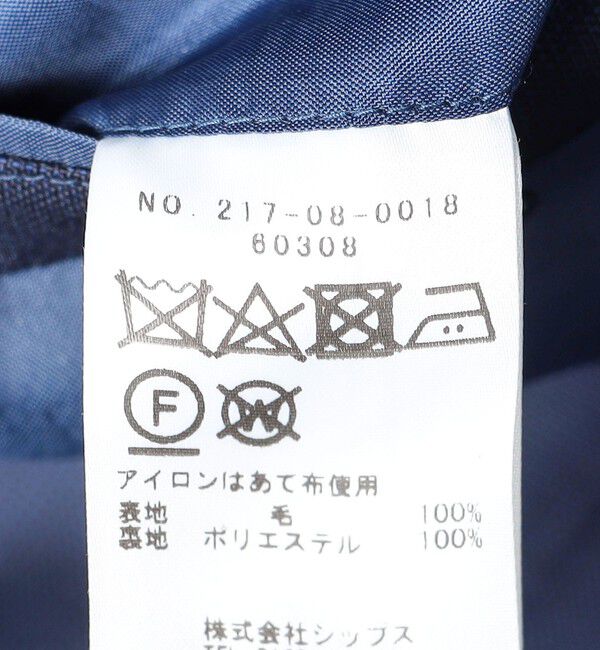 NO. 217-08-0018
60308
F W
アイロンはあて布使用
表地 毛 100%
裏地 ポリエステル 100%
株式会社シップス